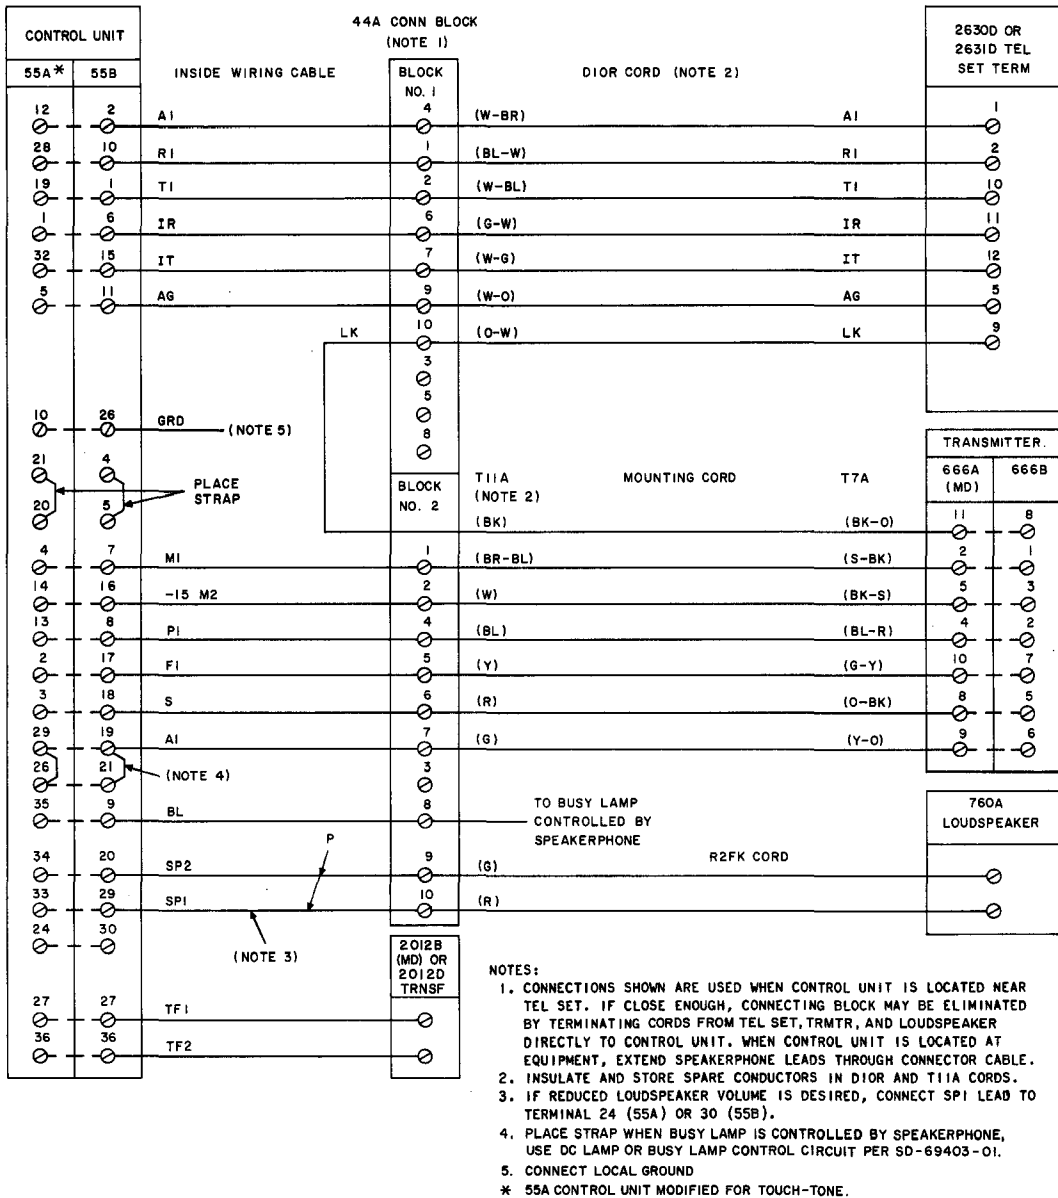 CONTROL UNIT
55A* 55B
INSIDE WIRING CABLE
44A CONN BLOCK
(NOTE 1)
BLOCK
NO. 1
D10R CORD (NOTE 2)
2630D OR
2631D TEL
SET TERM
12 2 A1 4 (W-BR) A1 1
28 10 R1 1 (BL-W) R1 2
19 1 T1 2 (W-BL) T1 10
1 6 IR 6 (G-W) IR 11
32 15 IT 7 (W-G) IT 12
5 11 AG 9 (W-O) AG 5
LK 10 (O-W) LK 9
3
5
8
10 26 GRD (NOTE 5)
21 4
20 5
PLACE
STRAP
BLOCK
NO. 2
T11A
(NOTE 2)
MOUNTING CORD
T7A
TRANSMITTER.
666A
(MD)
666B
(BK) (BK-O) 11 8
4 7 M1 1 (BR-BL) (S-BK) 2 1
14 16 -15 M2 2 (W) (BK-S) 5 3
13 8 P1 4 (BL) (BL-R) 4 2
2 17 F1 5 (Y) (G-Y) 10 7
3 18 S 6 (R) (O-BK) 8 5
29 19 A1 7 (G) (Y-O) 9 6
26 21 (NOTE 4) 3
35 9 BL 8
TO BUSY LAMP
CONTROLLED BY
SPEAKERPHONE
760A
LOUDSPEAKER
P
R2FK CORD
34 20 SP2 9 (G)
33 29 SP1 10 (R)
24 30
(NOTE 3)
2012B
(MD) OR
2012D
TRNSF
27 27 TF1
36 36 TF2
NOTES:
1. CONNECTIONS SHOWN ARE USED WHEN CONTROL UNIT IS LOCATED NEAR
TEL SET. IF CLOSE ENOUGH, CONNECTING BLOCK MAY BE ELIMINATED
BY TERMINATING CORDS FROM TEL SET, TRMTR, AND LOUDSPEAKER
DIRECTLY TO CONTROL UNIT. WHEN CONTROL UNIT IS LOCATED AT
EQUIPMENT, EXTEND SPEAKERPHONE LEADS THROUGH CONNECTOR CABLE.
2. INSULATE AND STORE SPARE CONDUCTORS IN D10R AND T11A CORDS.
3. IF REDUCED LOUDSPEAKER VOLUME IS DESIRED, CONNECT SP1 LEAD TO
TERMINAL 24 (55A) OR 30 (55B).
4. PLACE STRAP WHEN BUSY LAMP IS CONTROLLED BY SPEAKERPHONE,
USE DC LAMP OR BUSY LAMP CONTROL CIRCUIT PER SD-69403-01.
5. CONNECT LOCAL GROUND
* 55A CONTROL UNIT MODIFIED FOR TOUCH-TONE.